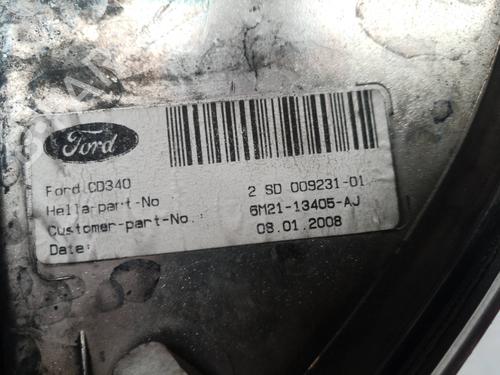 Ford
Ford CD340
Hella-part-No 2 SD 009231-01
Customer-part-No.: 6M21-13405-AJ
Date: 08.01.2008